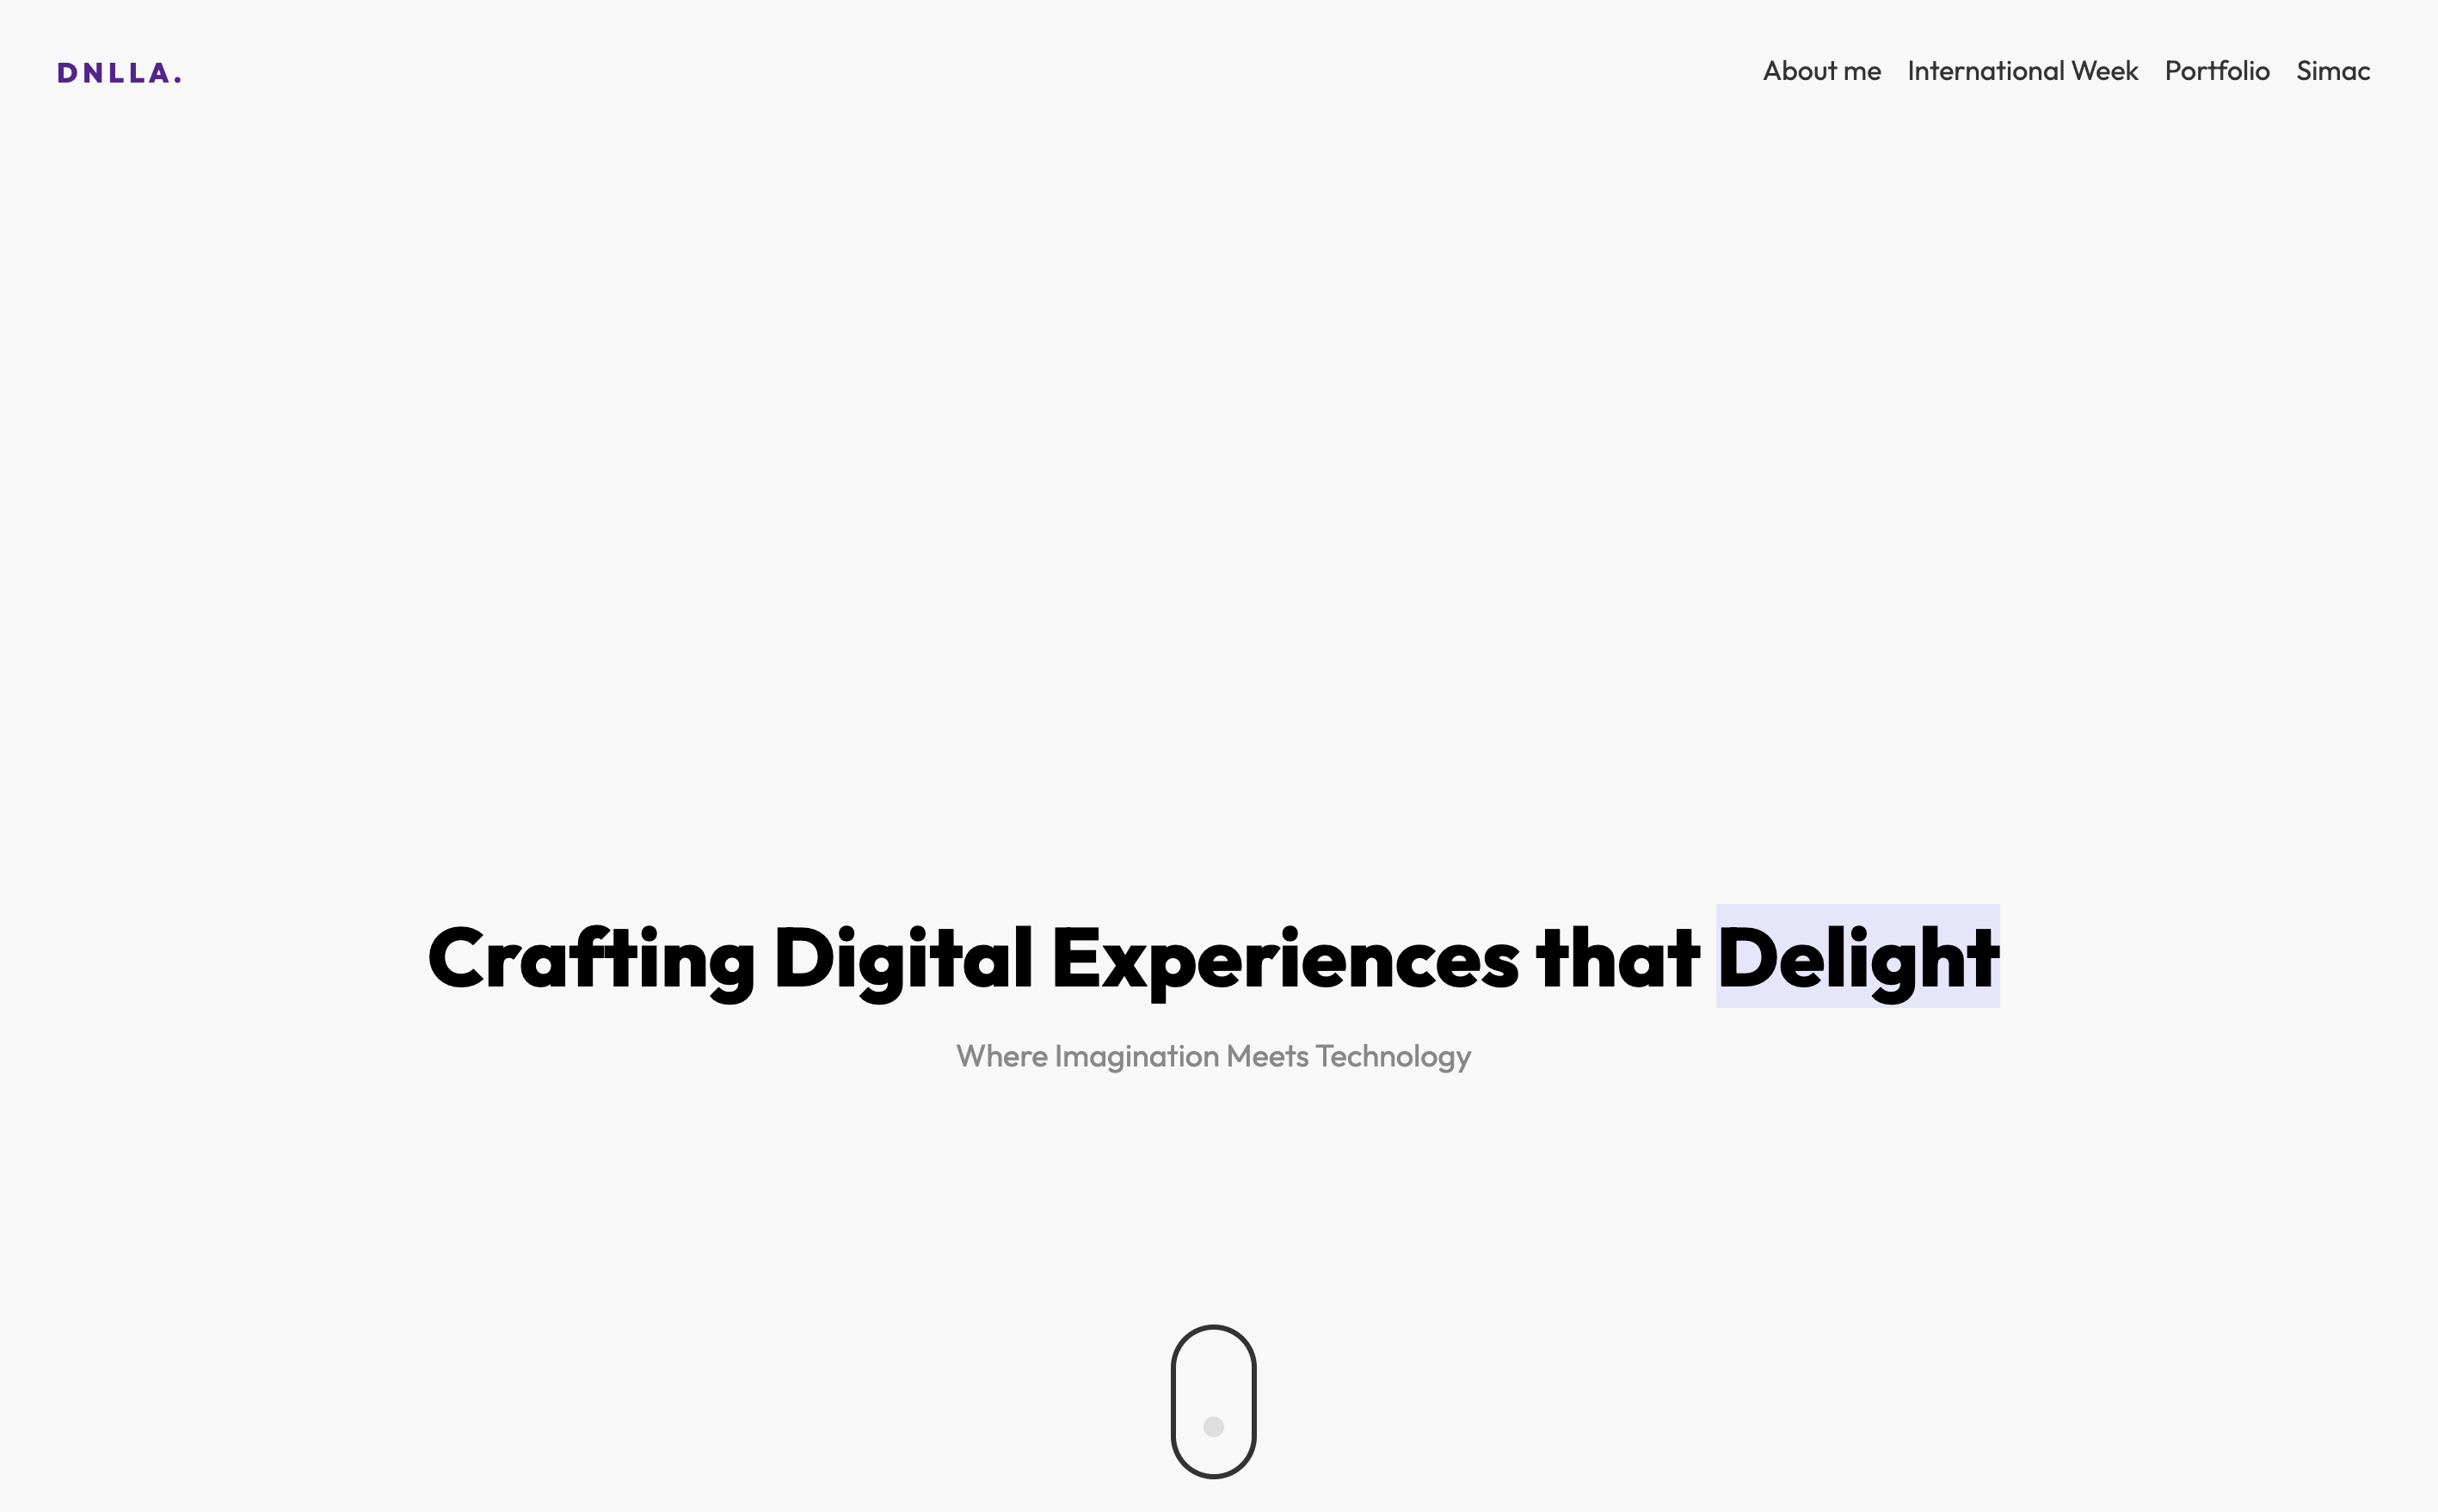 DNLLA.
About me International Week Portfolio Simac
Crafting Digital Experiences that Delight
Where Imagination Meets Technology